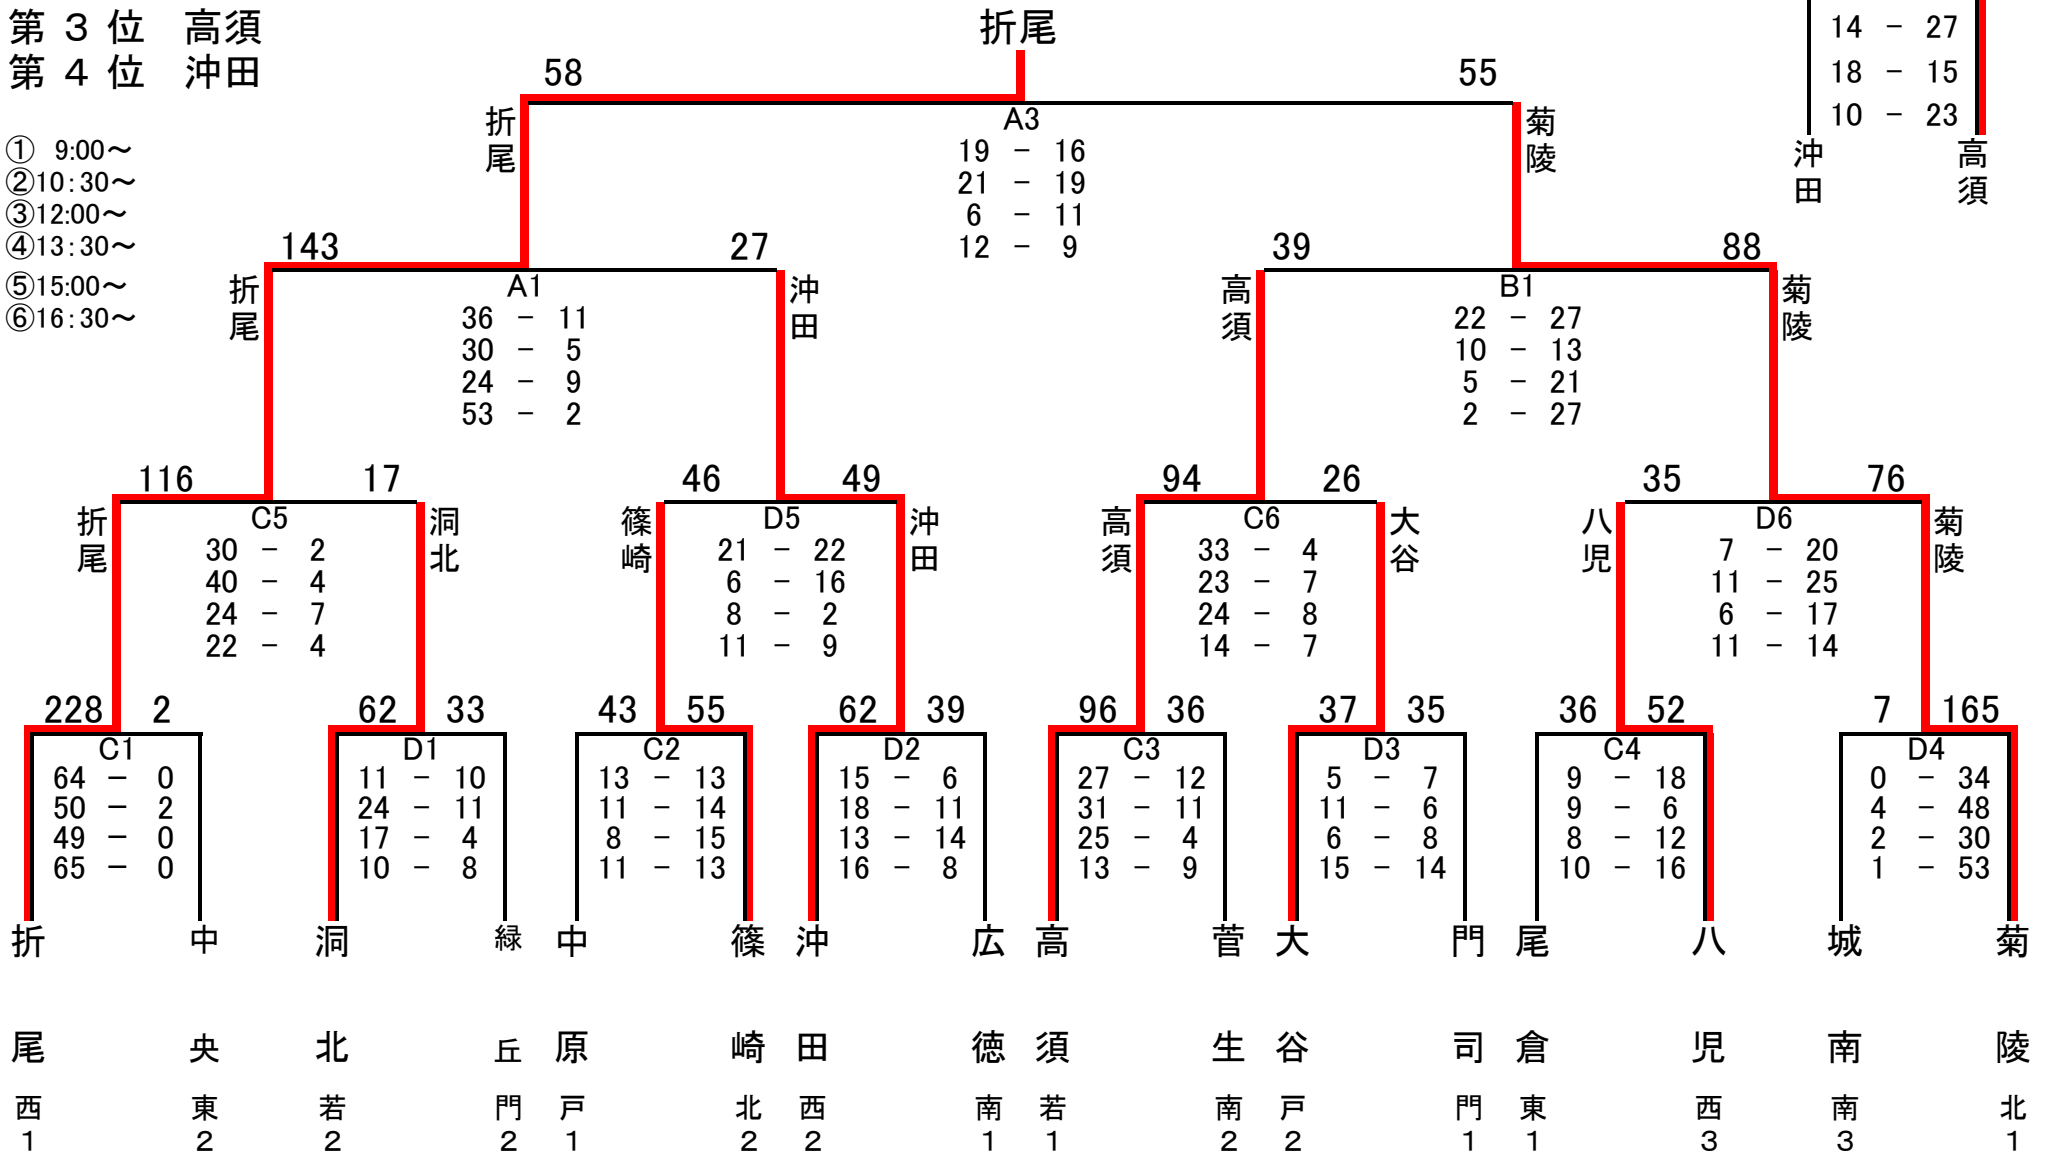 第 3 位 高須
第 4 位 沖田
折尾
14 − 27
18 − 15
10 − 23
沖田 高須
① 9:00～
②10:30～
③12:00～
④13:30～
⑤15:00～
⑥16:30～
58 55
折尾 A3 菊陵
19 − 16
21 − 19
6 − 11
12 − 9
143 27
折尾 A1 沖田
36 − 11
30 − 5
24 − 9
53 − 2
39 88
高須 B1 菊陵
22 − 27
10 − 13
5 − 21
2 − 27
116 17
折尾 C5 洞北
30 − 2
40 − 4
24 − 7
22 − 4
46 49
篠崎 D5 沖田
21 − 22
6 − 16
8 − 2
11 − 9
94 26
高須 C6 大谷
33 − 4
23 − 7
24 − 8
14 − 7
35 76
八児 D6 菊陵
7 − 20
11 − 25
6 − 17
11 − 14
228 2
C1
64 − 0
50 − 2
49 − 0
65 − 0
62 33
D1
11 − 10
24 − 11
17 − 4
10 − 8
43 55
C2
13 − 13
11 − 14
8 − 15
11 − 13
62 39
D2
15 − 6
18 − 11
13 − 14
16 − 8
96 36
C3
27 − 12
31 − 11
25 − 4
13 − 9
37 35
D3
5 − 7
11 − 6
6 − 8
15 − 14
36 52
C4
9 − 18
9 − 6
8 − 12
10 − 16
7 165
D4
0 − 34
4 − 48
2 − 30
1 − 53
折尾 西1
中央 東2
洞北 若2
緑丘 門2
中原 戸1
篠崎 北2
沖田 西2
広徳 南1
高須 若1
菅生 南2
大谷 戸2
門司 門1
尾倉 東1
八児 西3
城南 南3
菊陵 北1